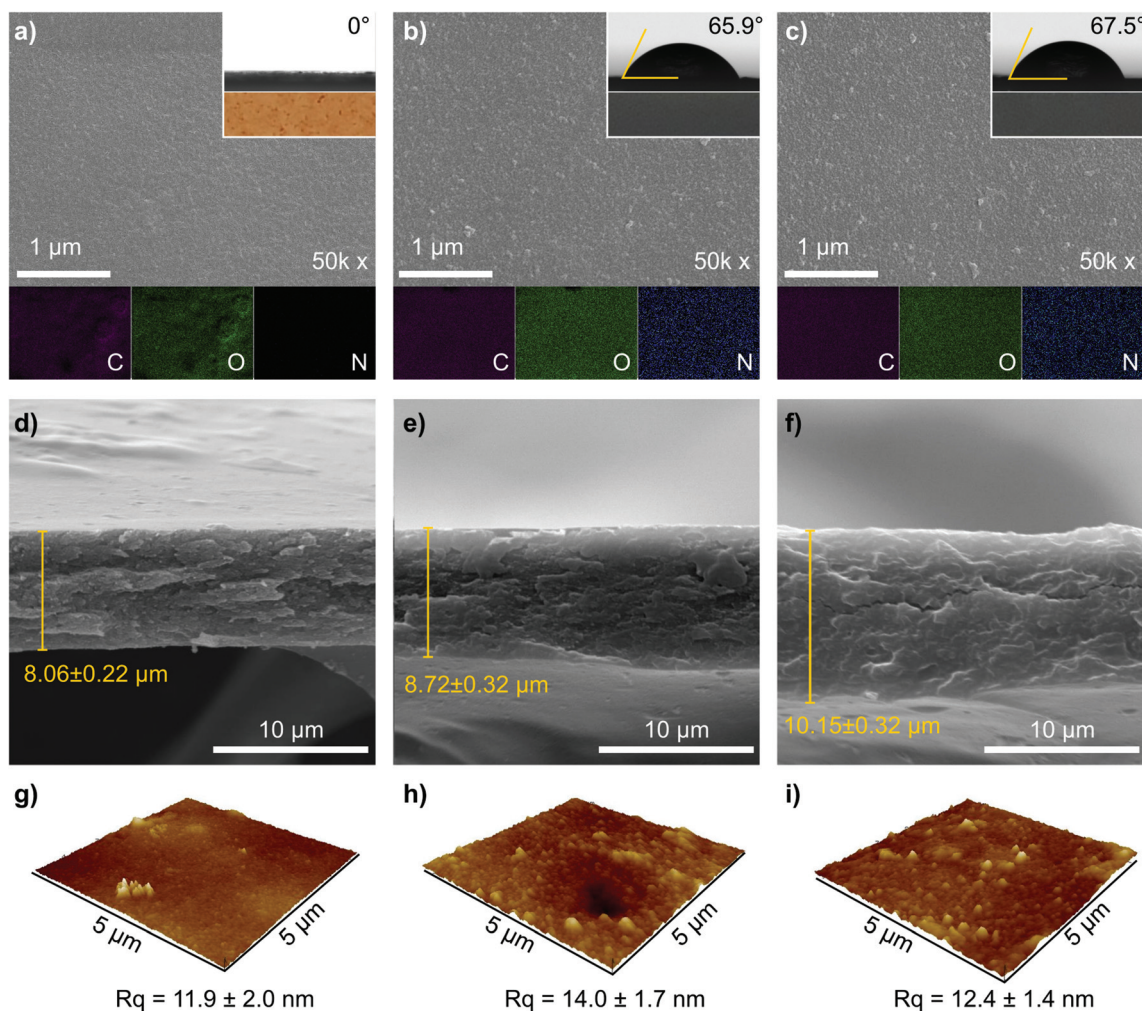 a)
0°
1 μm
50k x
C
O
N
b)
65.9°
1 μm
50k x
C
O
N
c)
67.5°
1 μm
50k x
C
O
N
d)
8.06±0.22 μm
10 μm
e)
8.72±0.32 μm
10 μm
f)
10.15±0.32 μm
10 μm
g)
5 μm
5 μm
Rq = 11.9 ± 2.0 nm
h)
5 μm
5 μm
Rq = 14.0 ± 1.7 nm
i)
5 μm
5 μm
Rq = 12.4 ± 1.4 nm